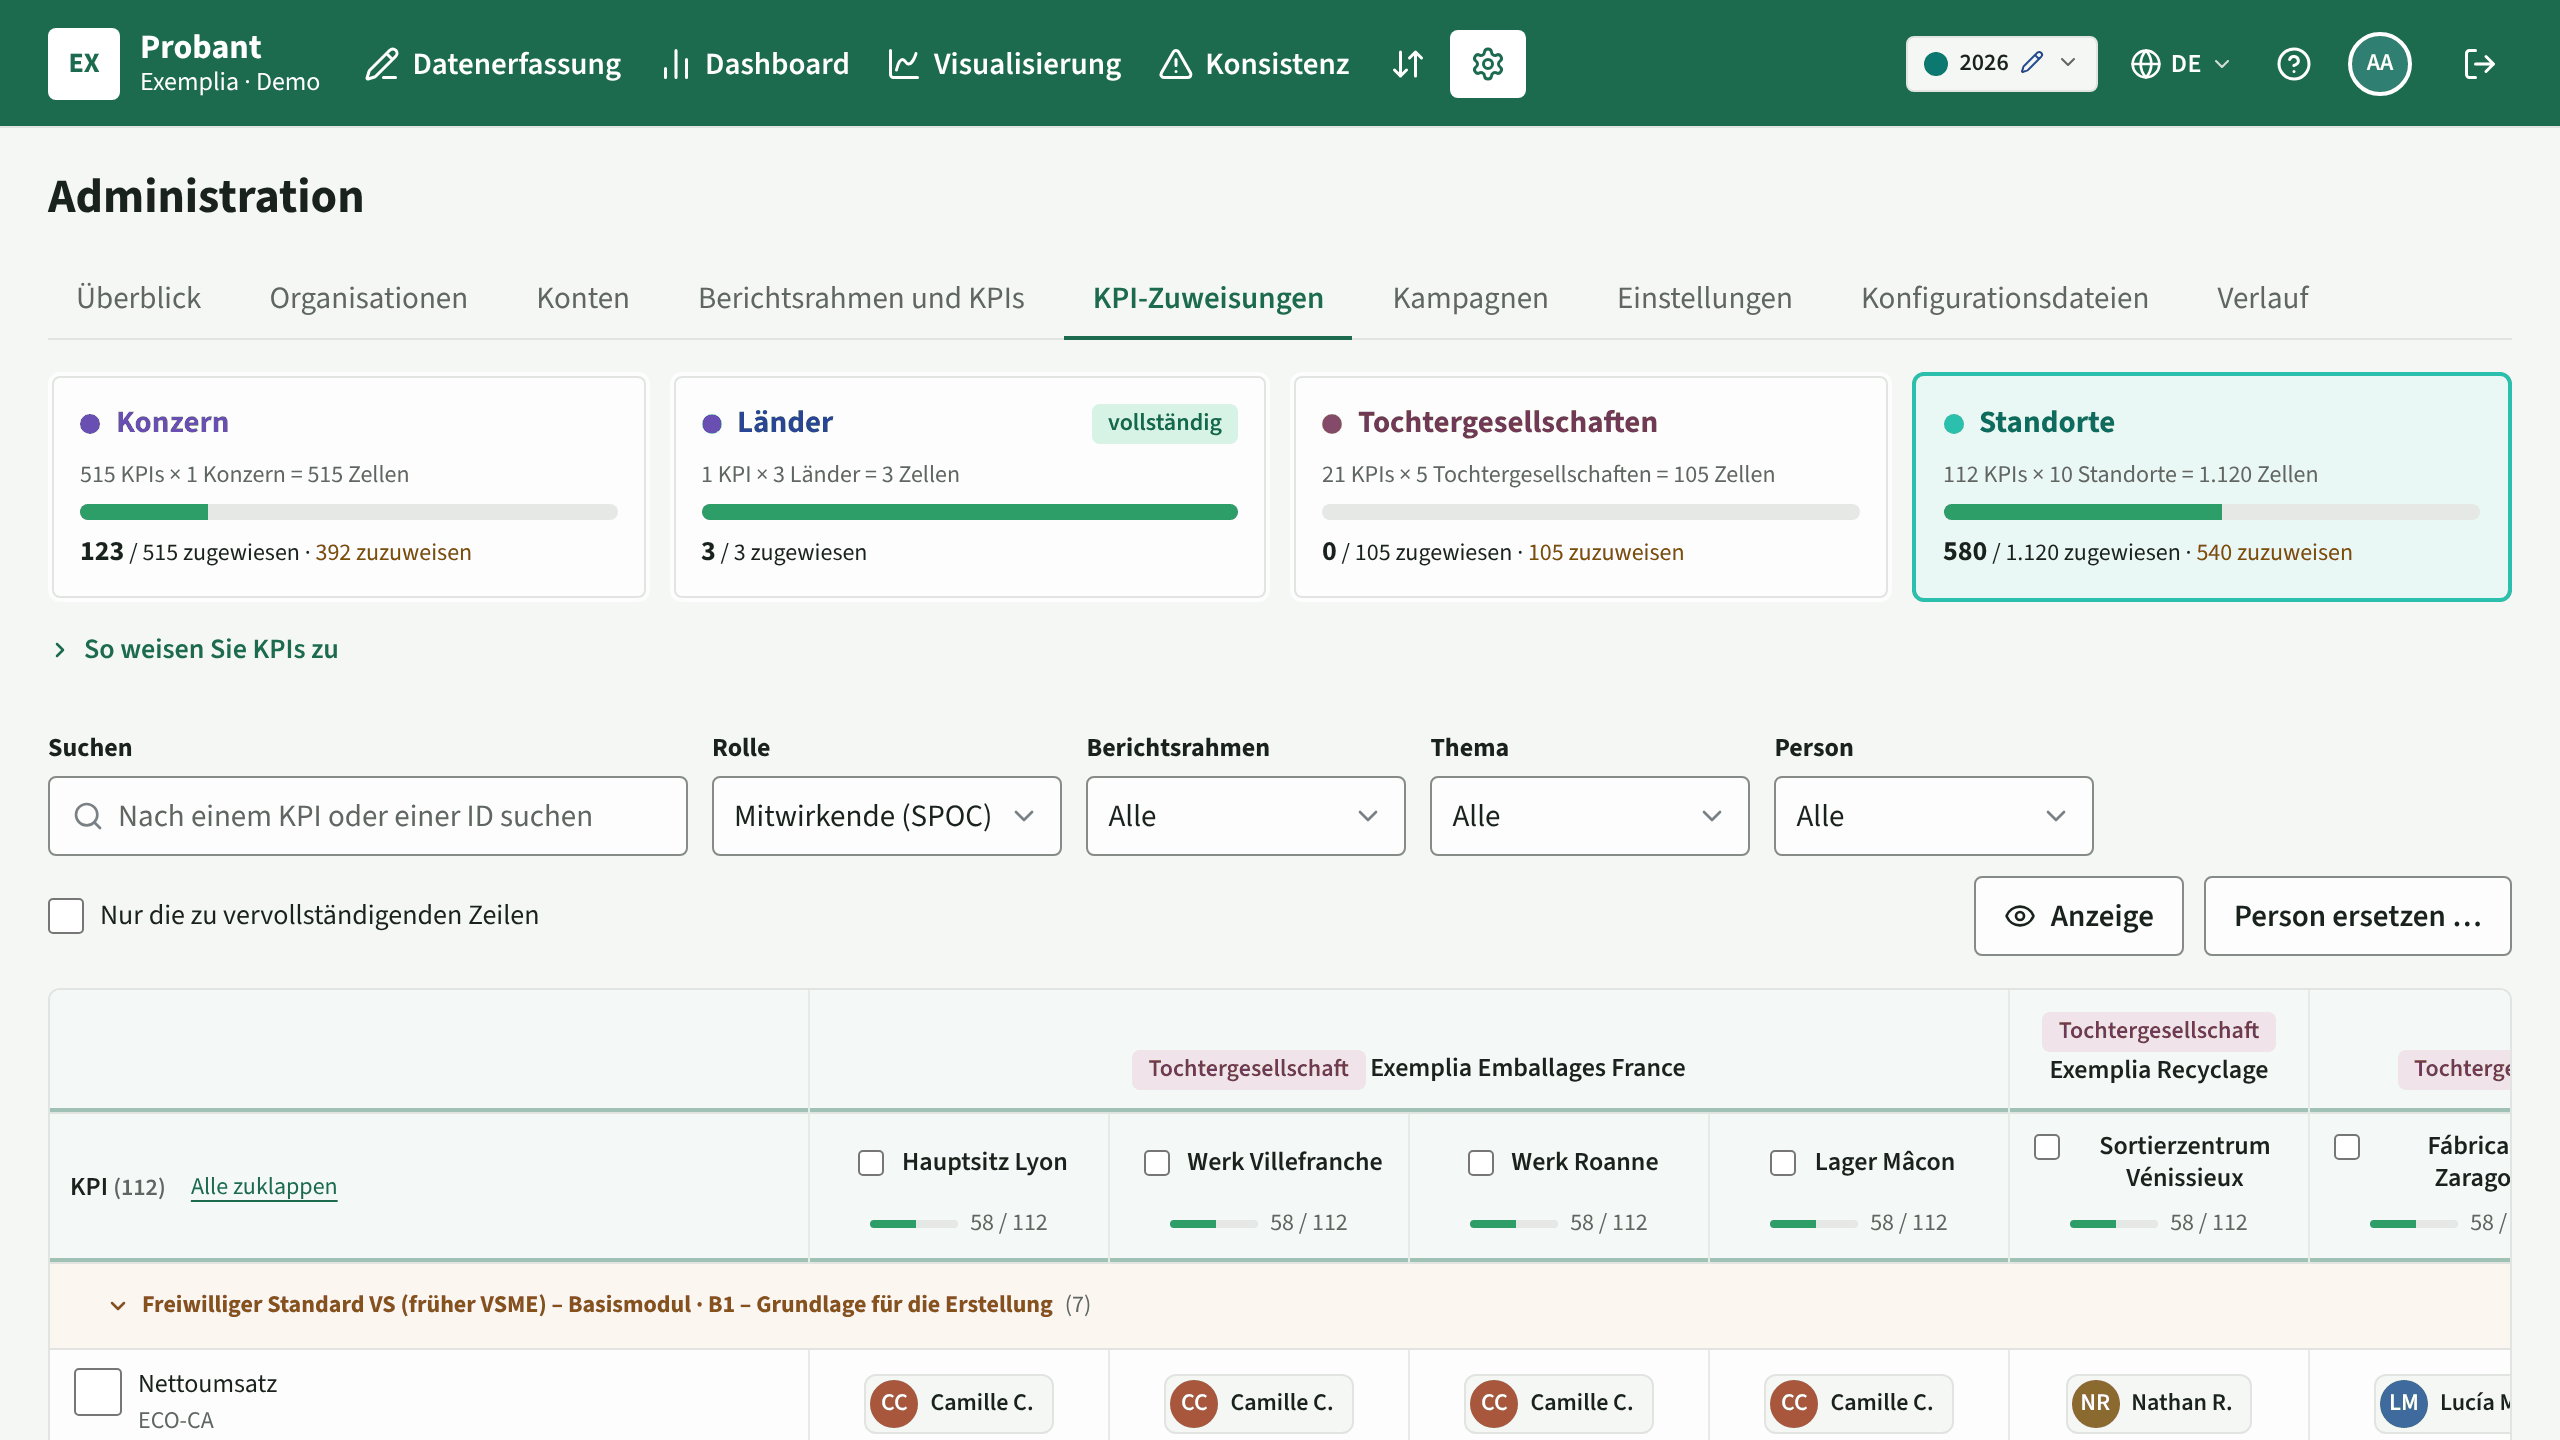 EX
Probant
Exemplia · Demo
Datenerfassung
Dashboard
Visualisierung
Konsistenz
2026
DE
AA
Administration
Überblick
Organisationen
Konten
Berichtsrahmen und KPIs
KPI-Zuweisungen
Kampagnen
Einstellungen
Konfigurationsdateien
Verlauf
Konzern
515 KPIs × 1 Konzern = 515 Zellen
123 / 515 zugewiesen · 392 zuzuweisen
Länder
vollständig
1 KPI × 3 Länder = 3 Zellen
3 / 3 zugewiesen
Tochtergesellschaften
21 KPIs × 5 Tochtergesellschaften = 105 Zellen
0 / 105 zugewiesen · 105 zuzuweisen
Standorte
112 KPIs × 10 Standorte = 1.120 Zellen
580 / 1.120 zugewiesen · 540 zuzuweisen
So weisen Sie KPIs zu
Suchen
Nach einem KPI oder einer ID suchen
Rolle
Mitwirkende (SPOC)
Berichtsrahmen
Alle
Thema
Alle
Person
Alle
Nur die zu vervollständigenden Zeilen
Anzeige
Person ersetzen …
Tochtergesellschaft Exemplia Emballages France
Tochtergesellschaft
Exemplia Recyclage
KPI (112) Alle zuklappen
Hauptsitz Lyon
58 / 112
Werk Villefranche
58 / 112
Werk Roanne
58 / 112
Lager Mâcon
58 / 112
Sortierzentrum
Vénissieux
58 / 112
Fábrica
58 /
Freiwilliger Standard VS (früher VSME) – Basismodul · B1 – Grundlage für die Erstellung (7)
Nettoumsatz
ECO-CA
CC Camille C.
CC Camille C.
CC Camille C.
CC Camille C.
NR Nathan R.
LM Lucía